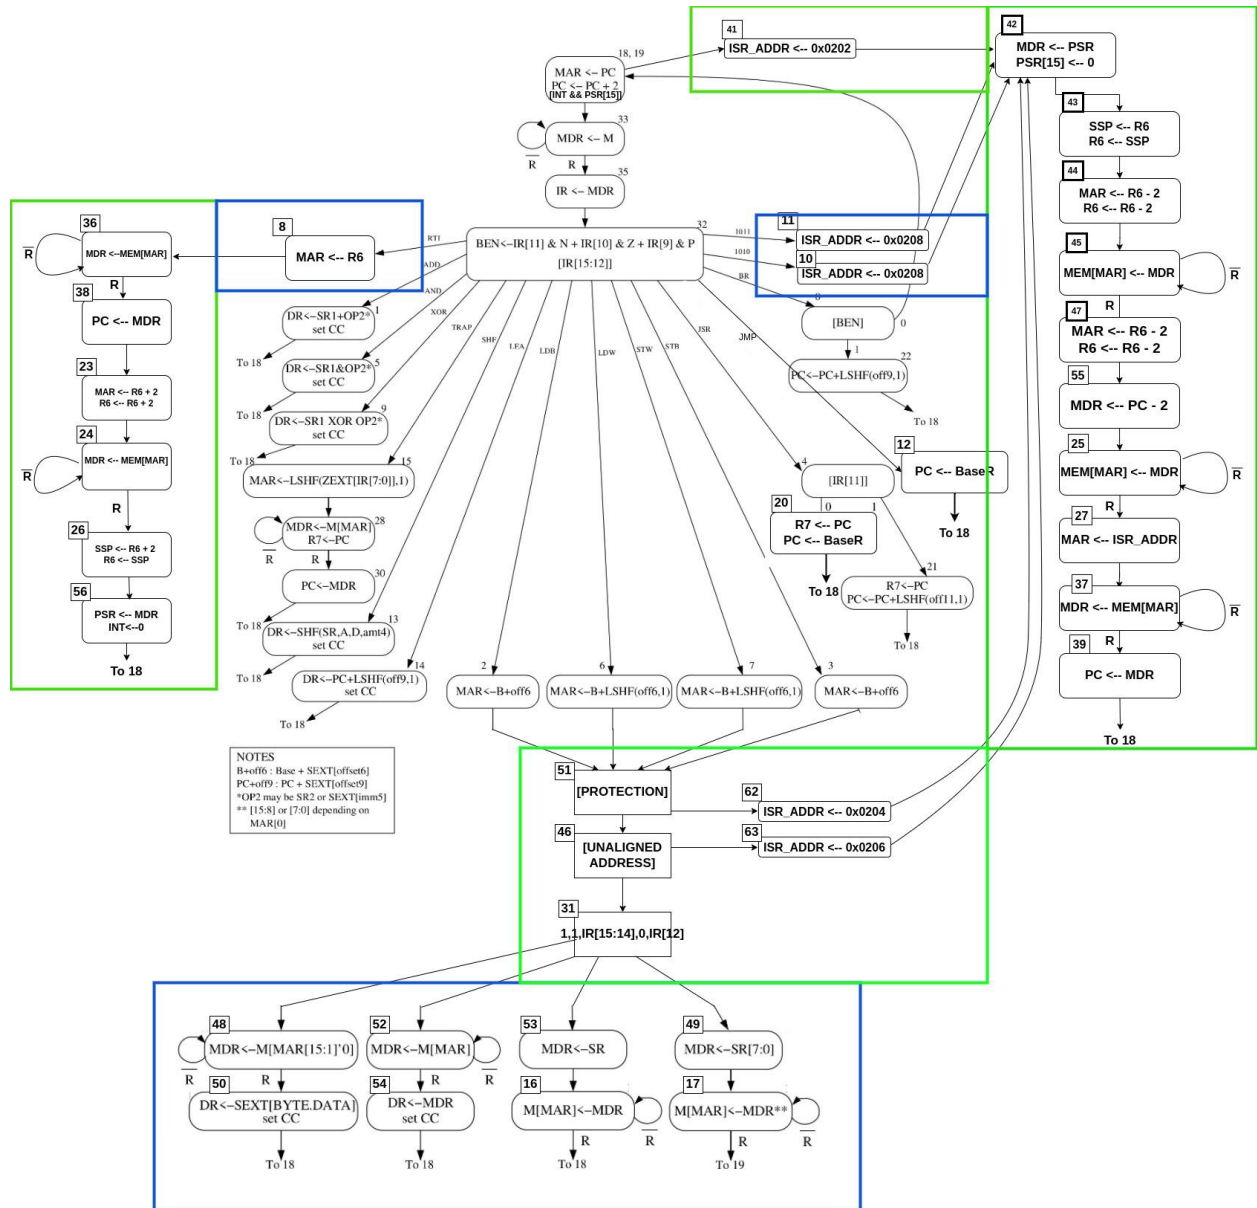 41
ISR_ADDR <-- 0x0202
42
MDR <-- PSR
PSR[15] <-- 0
18, 19
MAR <– PC
PC <– PC + 2
[INT && PSR[15]]
33
MDR <– M
R
R
35
IR <– MDR
43
SSP <-- R6
R6 <-- SSP
44
MAR <-- R6 - 2
R6 <-- R6 - 2
45
MEM[MAR] <-- MDR
R
R
47
MAR <-- R6 - 2
R6 <-- R6 - 2
55
MDR <-- PC - 2
25
MEM[MAR] <-- MDR
R
R
27
MAR <-- ISR_ADDR
37
MDR <-- MEM[MAR]
R
R
39
PC <-- MDR
To 18
32
BEN<–IR[11] & N + IR[10] & Z + IR[9] & P
[IR[15:12]]
RTI
ADD
AND
XOR
TRAP
SHF
LEA
LDB
LDW
STW
STB
JSR
JMP
BR
1010
1011
11
ISR_ADDR <-- 0x0208
10
ISR_ADDR <-- 0x0208
8
MAR <-- R6
36
MDR <--MEM[MAR]
R
R
38
PC <-- MDR
23
MAR <-- R6 + 2
R6 <-- R6 + 2
24
MDR <-- MEM[MAR]
R
R
26
SSP <-- R6 + 2
R6 <-- SSP
56
PSR <-- MDR
INT<--0
To 18
1
DR<–SR1+OP2*
set CC
To 18
5
DR<–SR1&OP2*
set CC
To 18
9
DR<–SR1 XOR OP2*
set CC
To 18
15
MAR<–LSHF(ZEXT[IR[7:0]],1)
28
MDR<–M[MAR]
R7<–PC
R
R
30
PC<–MDR
To 18
13
DR<–SHF(SR,A,D,amt4)
set CC
To 18
14
DR<–PC+LSHF(off9,1)
set CC
To 18
[BEN]
0
1
22
PC<–PC+LSHF(off9,1)
To 18
12
PC <-- BaseR
To 18
4
[IR[11]]
0
1
20
R7 <-- PC
PC <-- BaseR
To 18
21
R7<–PC
PC<–PC+LSHF(off11,1)
To 18
2
MAR<–B+off6
6
MAR<–B+LSHF(off6,1)
7
MAR<–B+LSHF(off6,1)
3
MAR<–B+off6
NOTES
B+off6 : Base + SEXT[offset6]
PC+off9 : PC + SEXT[offset9]
*OP2 may be SR2 or SEXT[imm5]
** [15:8] or [7:0] depending on
MAR[0]
51
[PROTECTION]
62
ISR_ADDR <-- 0x0204
46
[UNALIGNED
ADDRESS]
63
ISR_ADDR <-- 0x0206
31
1,1,IR[15:14],0,IR[12]
48
MDR<–M[MAR[15:1]'0]
R
R
50
DR<–SEXT[BYTE.DATA]
set CC
To 18
52
MDR<–M[MAR]
R
R
54
DR<–MDR
set CC
To 18
53
MDR<–SR
16
M[MAR]<–MDR
R
R
To 18
49
MDR<–SR[7:0]
17
M[MAR]<–MDR**
R
R
To 19